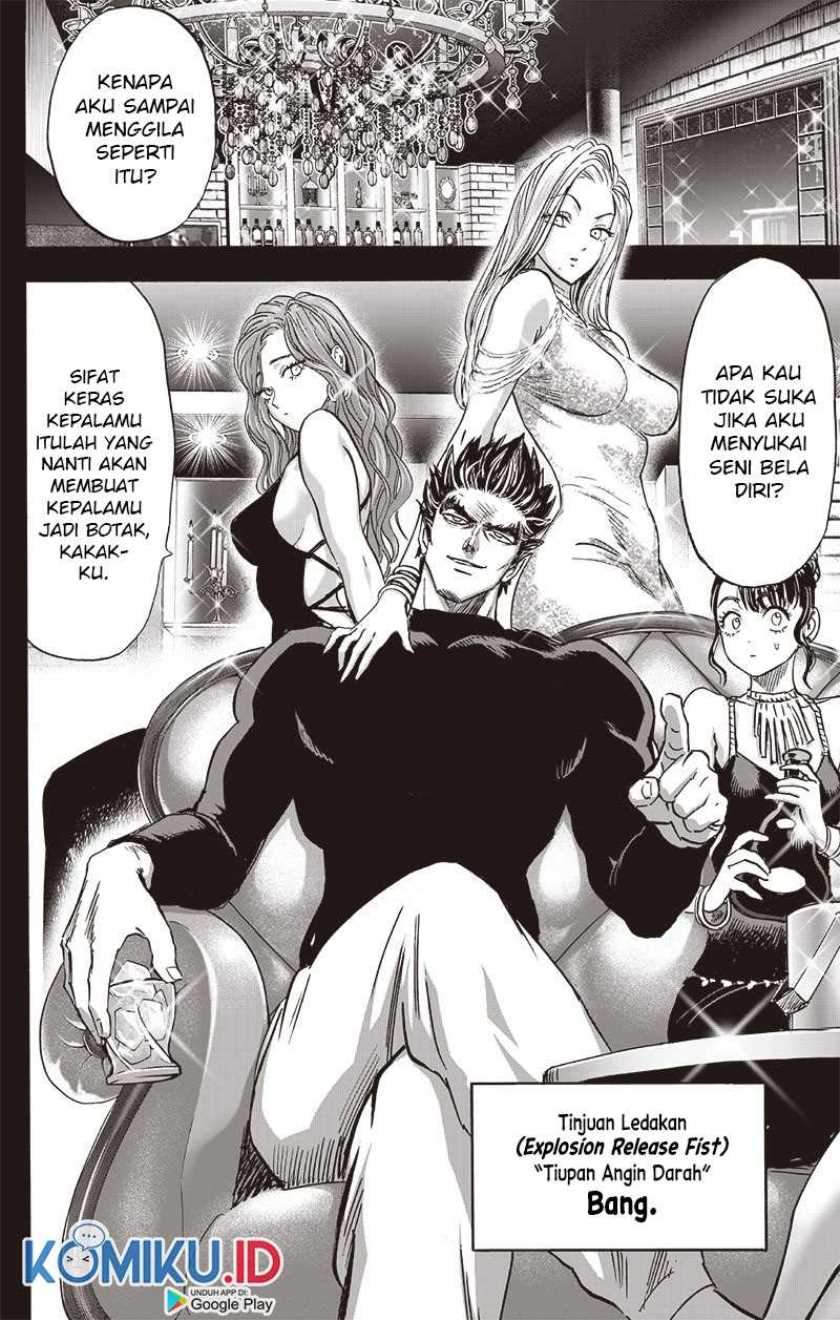 KENAPA
AKU SAMPAI
MENGGILA
SEPERTI
ITU?
APA KAU
TIDAK SUKA
JIKA AKU
MENYUKAI
SENI BELA
DIRI?
SIFAT
KERAS
KEPALAMU
ITULAH YANG
NANTI AKAN
MEMBUAT
KEPALAMU
JADI BOTAK,
KAKAK-
KU.
Tinjuan Ledakan
(Explosion Release Fist)
"Tiupan Angin Darah"
Bang.
KOMIKU.ID
UNDUH APP DI:
Google Play